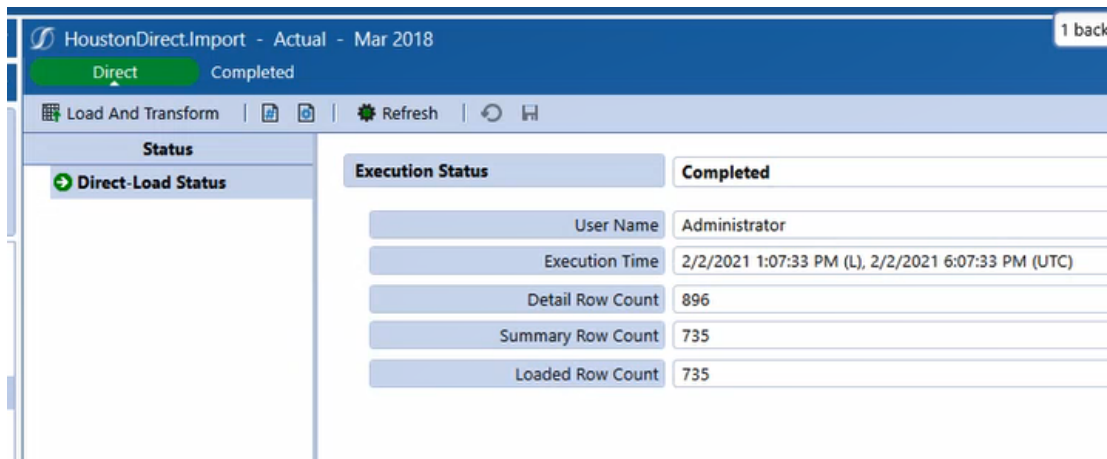 HoustonDirect.Import - Actual - Mar 2018
1 back
Direct Completed
Load And Transform Refresh
Status
Direct-Load Status
Execution Status Completed
User Name Administrator
Execution Time 2/2/2021 1:07:33 PM (L), 2/2/2021 6:07:33 PM (UTC)
Detail Row Count 896
Summary Row Count 735
Loaded Row Count 735